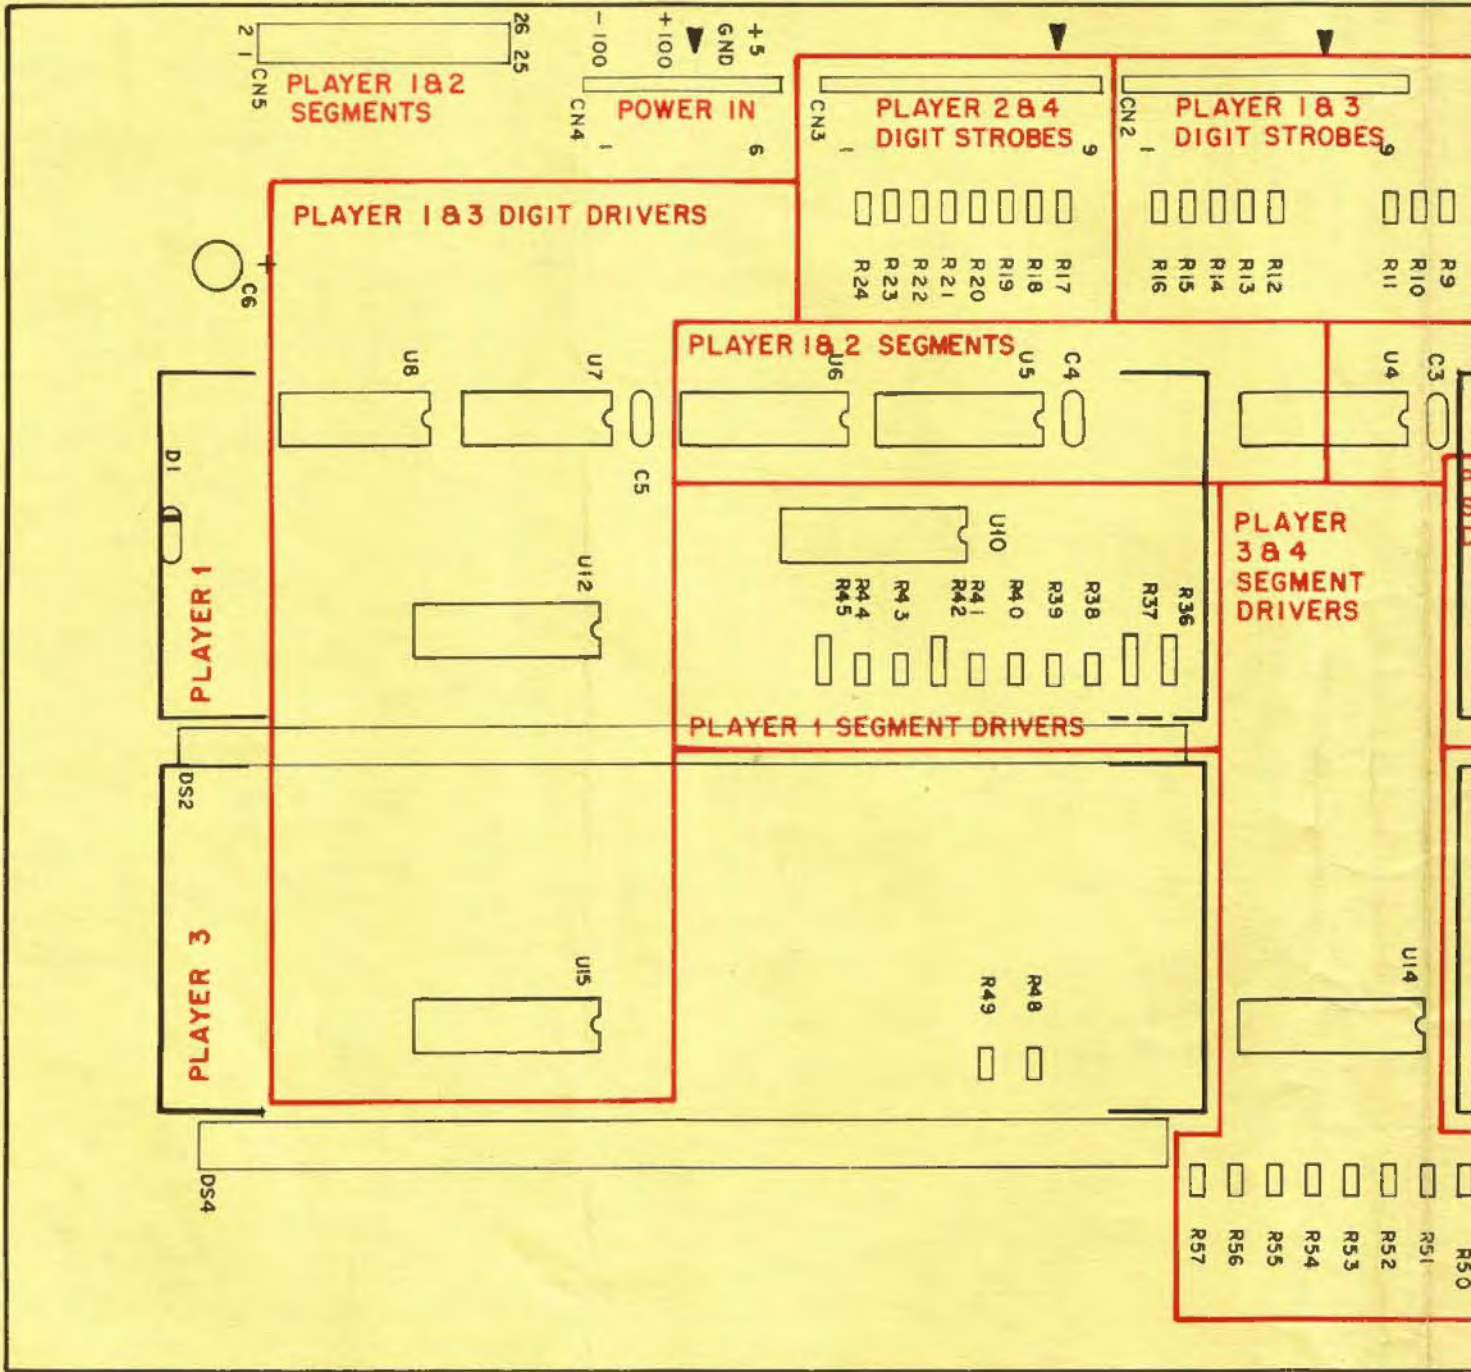 2 1
26 25
CN5
PLAYER 1 & 2
SEGMENTS
-100
+100
GND
+5
CN4
POWER IN
1
6
CN3
PLAYER 2 & 4
DIGIT STROBES
1
9
CN2
PLAYER 1 & 3
DIGIT STROBES
1
9
PLAYER 1 & 3 DIGIT DRIVERS
R24
R23
R22
R21
R20
R19
R18
R17
R16
R15
R14
R13
R12
R11
R10
R9
+
C6
PLAYER 1 & 2 SEGMENTS
U8
U7
C5
U6
U5
C4
U4
C3
D1
PLAYER 1
U12
U10
R45
R44
R43
R42
R41
R40
R39
R38
R37
R36
PLAYER
3 & 4
SEGMENT
DRIVERS
PLAYER 1 SEGMENT DRIVERS
DS2
PLAYER 3
U15
R49
R48
U14
DS4
R57
R56
R55
R54
R53
R52
R51
R50